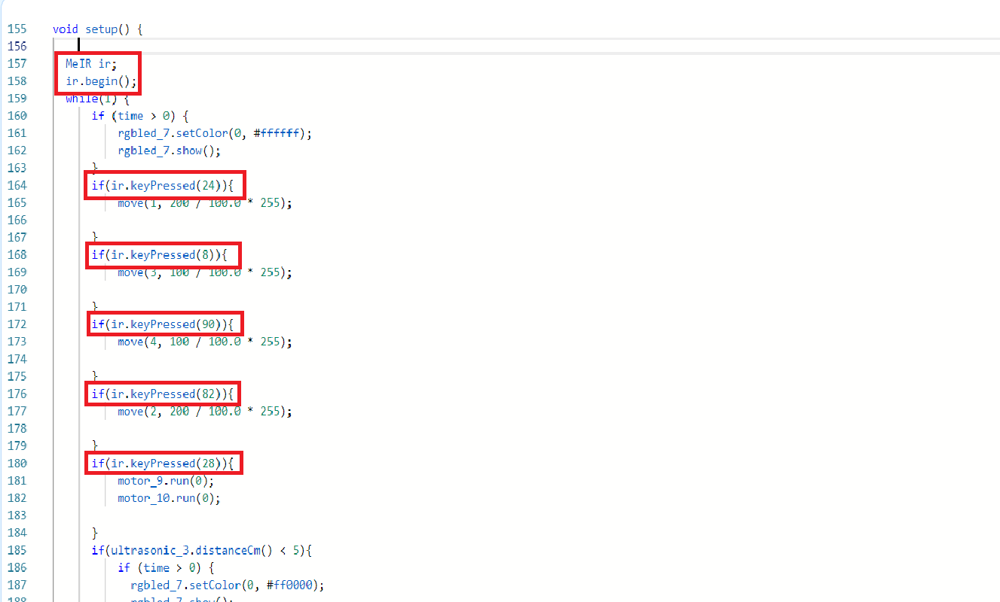 155 void setup() {
156
157 MeIR ir;
158 ir.begin();
159 while(1) {
160 if (time > 0) {
161 rgbled_7.setColor(0, #ffffff);
162 rgbled_7.show();
163 }
164 if(ir.keyPressed(24)){
165 move(1, 200 / 100.0 * 255);
166
167 }
168 if(ir.keyPressed(8)){
169 move(3, 100 / 100.0 * 255);
170
171 }
172 if(ir.keyPressed(90)){
173 move(4, 100 / 100.0 * 255);
174
175 }
176 if(ir.keyPressed(82)){
177 move(2, 200 / 100.0 * 255);
178
179 }
180 if(ir.keyPressed(28)){
181 motor_9.run(0);
182 motor_10.run(0);
183
184 }
185 if(ultrasonic_3.distanceCm() < 5){
186 if (time > 0) {
187 rgbled_7.setColor(0, #ff0000);
188 rgbled_7.show();